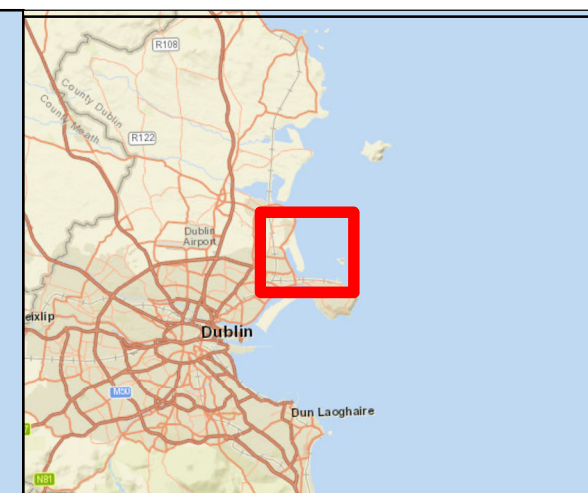 R108
County Dublin
County Meath
R122
Dublin
Airport
eixlip
Dublin
M50
Dun Laoghaire
N81